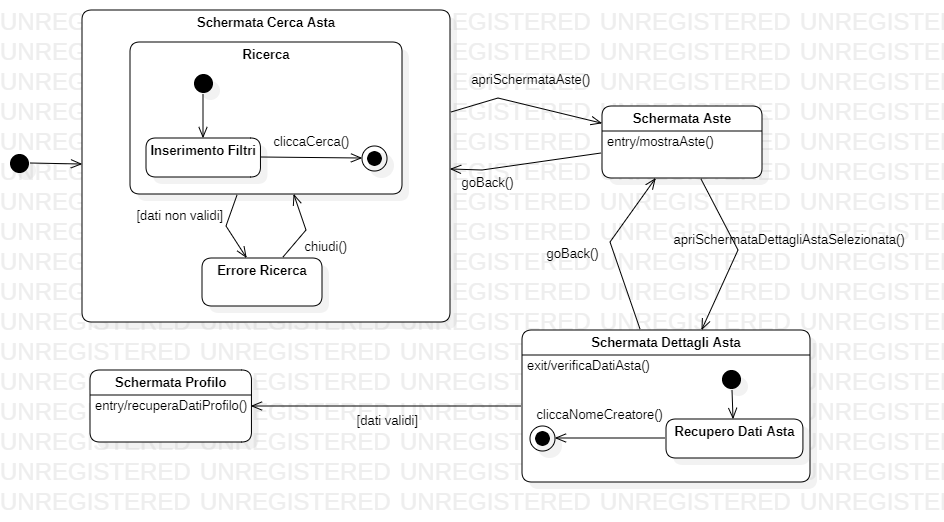 Schermata Cerca Asta
Ricerca
Inserimento Filtri
cliccaCerca()
[dati non validi]
chiudi()
Errore Ricerca
apriSchermataAste()
Schermata Aste
entry/mostraAste()
goBack()
goBack()
apriSchermataDettagliAstaSelezionata()
Schermata Dettagli Asta
exit/verificaDatiAsta()
cliccaNomeCreatore()
Recupero Dati Asta
[dati validi]
Schermata Profilo
entry/recuperaDatiProfilo()
UNREGISTERED UNREGISTERED UNREGISTERED UNREGISTERED UNREGISTERED